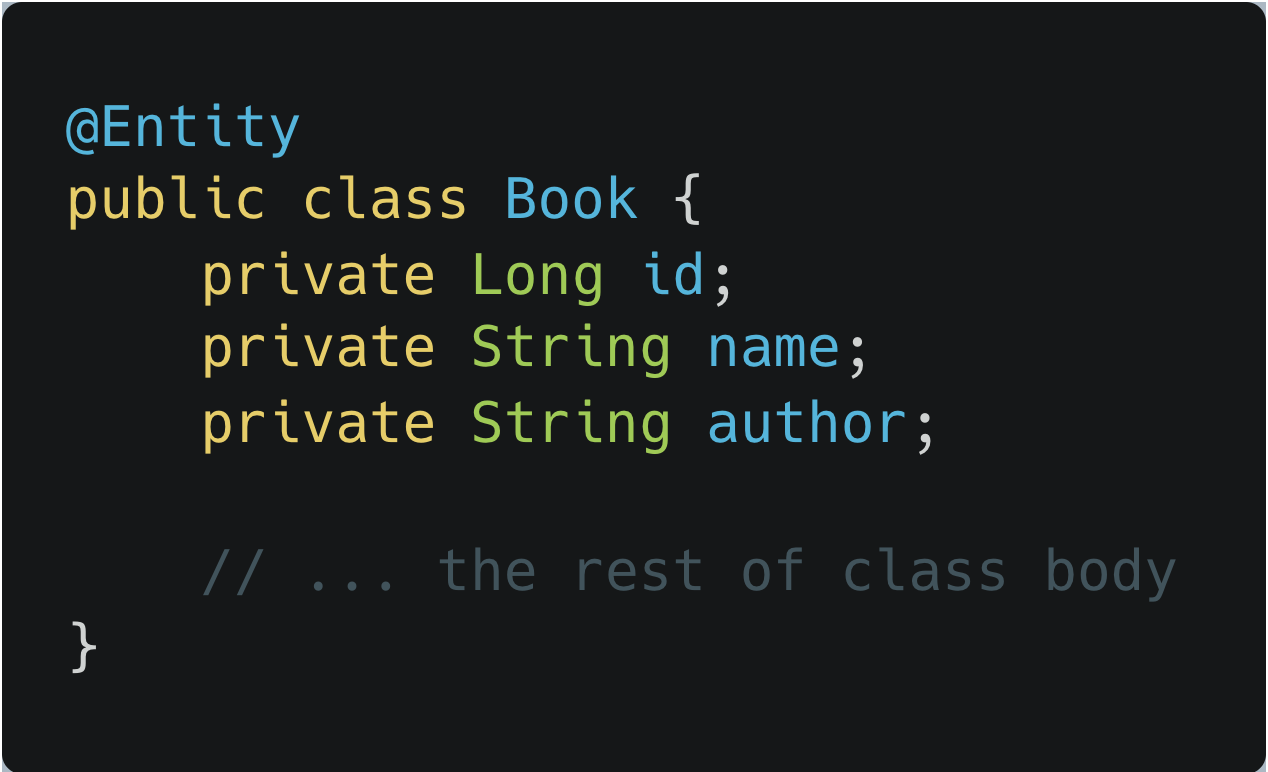 @Entity
public class Book {
    private Long id;
    private String name;
    private String author;

    // ... the rest of class body
}